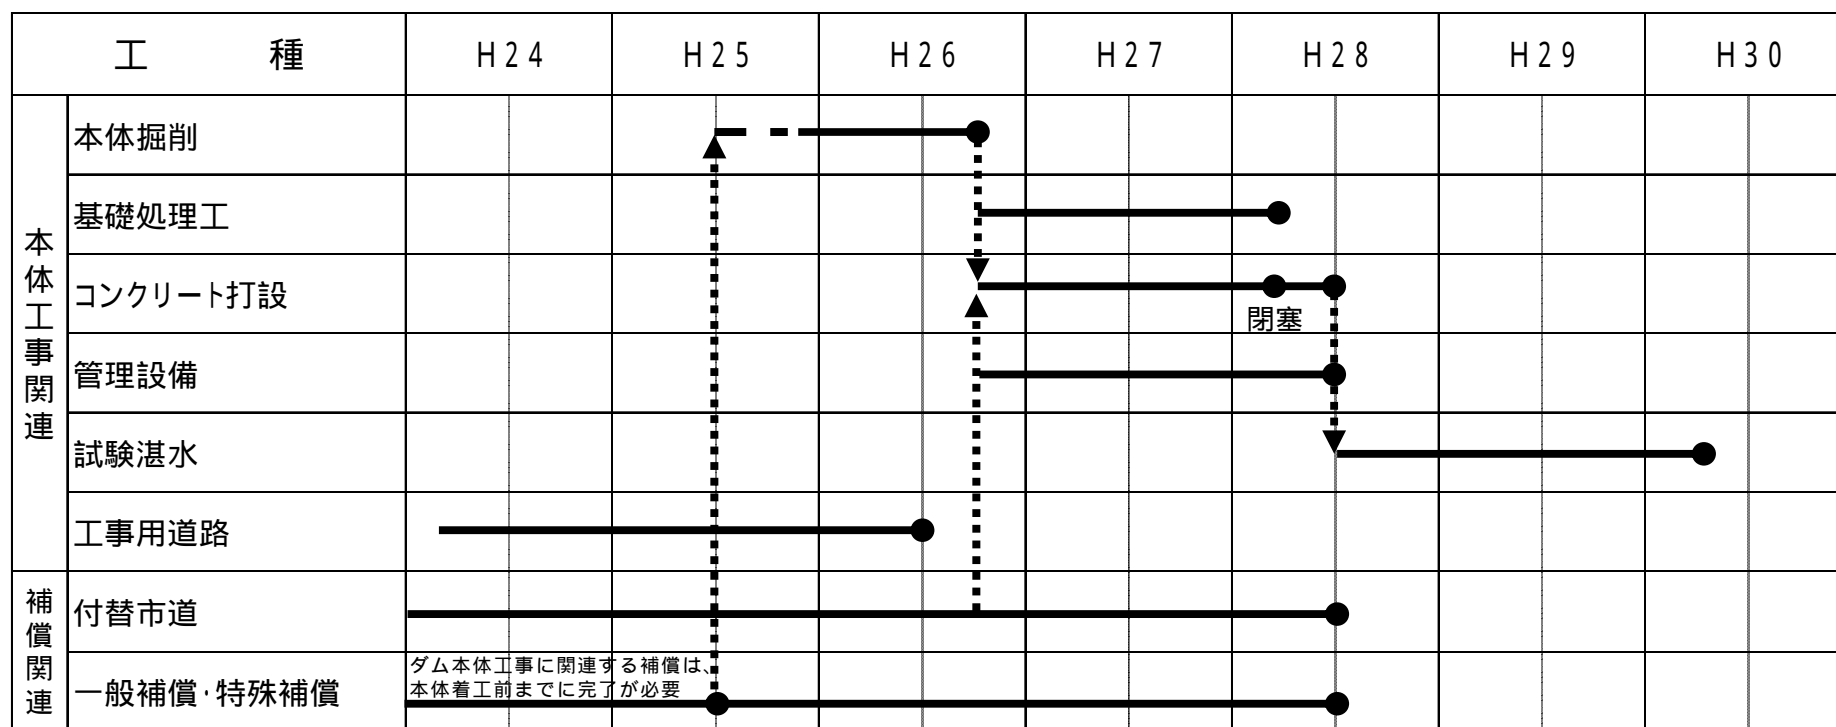 工種 H24 H25 H26 H27 H28 H29 H30
本体工事関連
本体掘削
基礎処理工
コンクリート打設
閉塞
管理設備
試験湛水
工事用道路
補償関連
付替市道
一般補償・特殊補償
ダム本体工事に関連する補償は、
本体着工前までに完了が必要